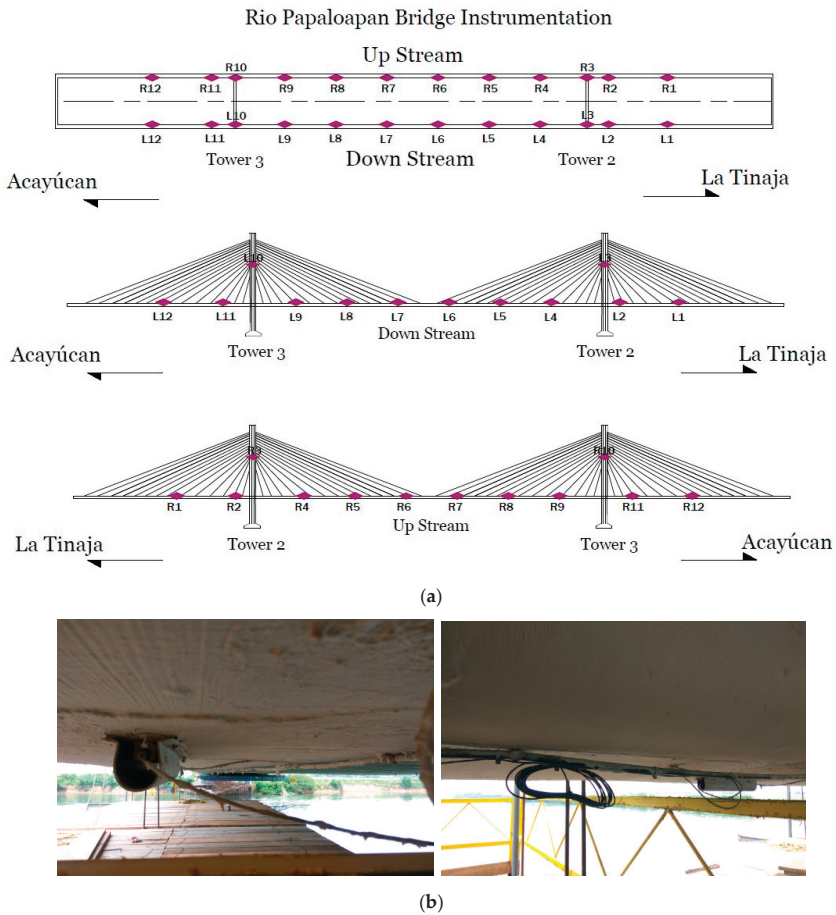 Rio Papaloapan Bridge Instrumentation
Up Stream
R10 R3
R12 R11 R9 R8 R7 R6 R5 R4 R2 R1
L10 L3
L12 L11 L9 L8 L7 L6 L5 L4 L2 L1
Tower 3 Down Stream Tower 2
Acayúcan La Tinaja
L10 L3
L12 L11 L9 L8 L7 L6 L5 L4 L2 L1
Down Stream
Tower 3 Tower 2
Acayúcan La Tinaja
R3 R10
R1 R2 R4 R5 R6 R7 R8 R9 R11 R12
Up Stream
La Tinaja Tower 2 Tower 3 Acayúcan
(a)
(b)